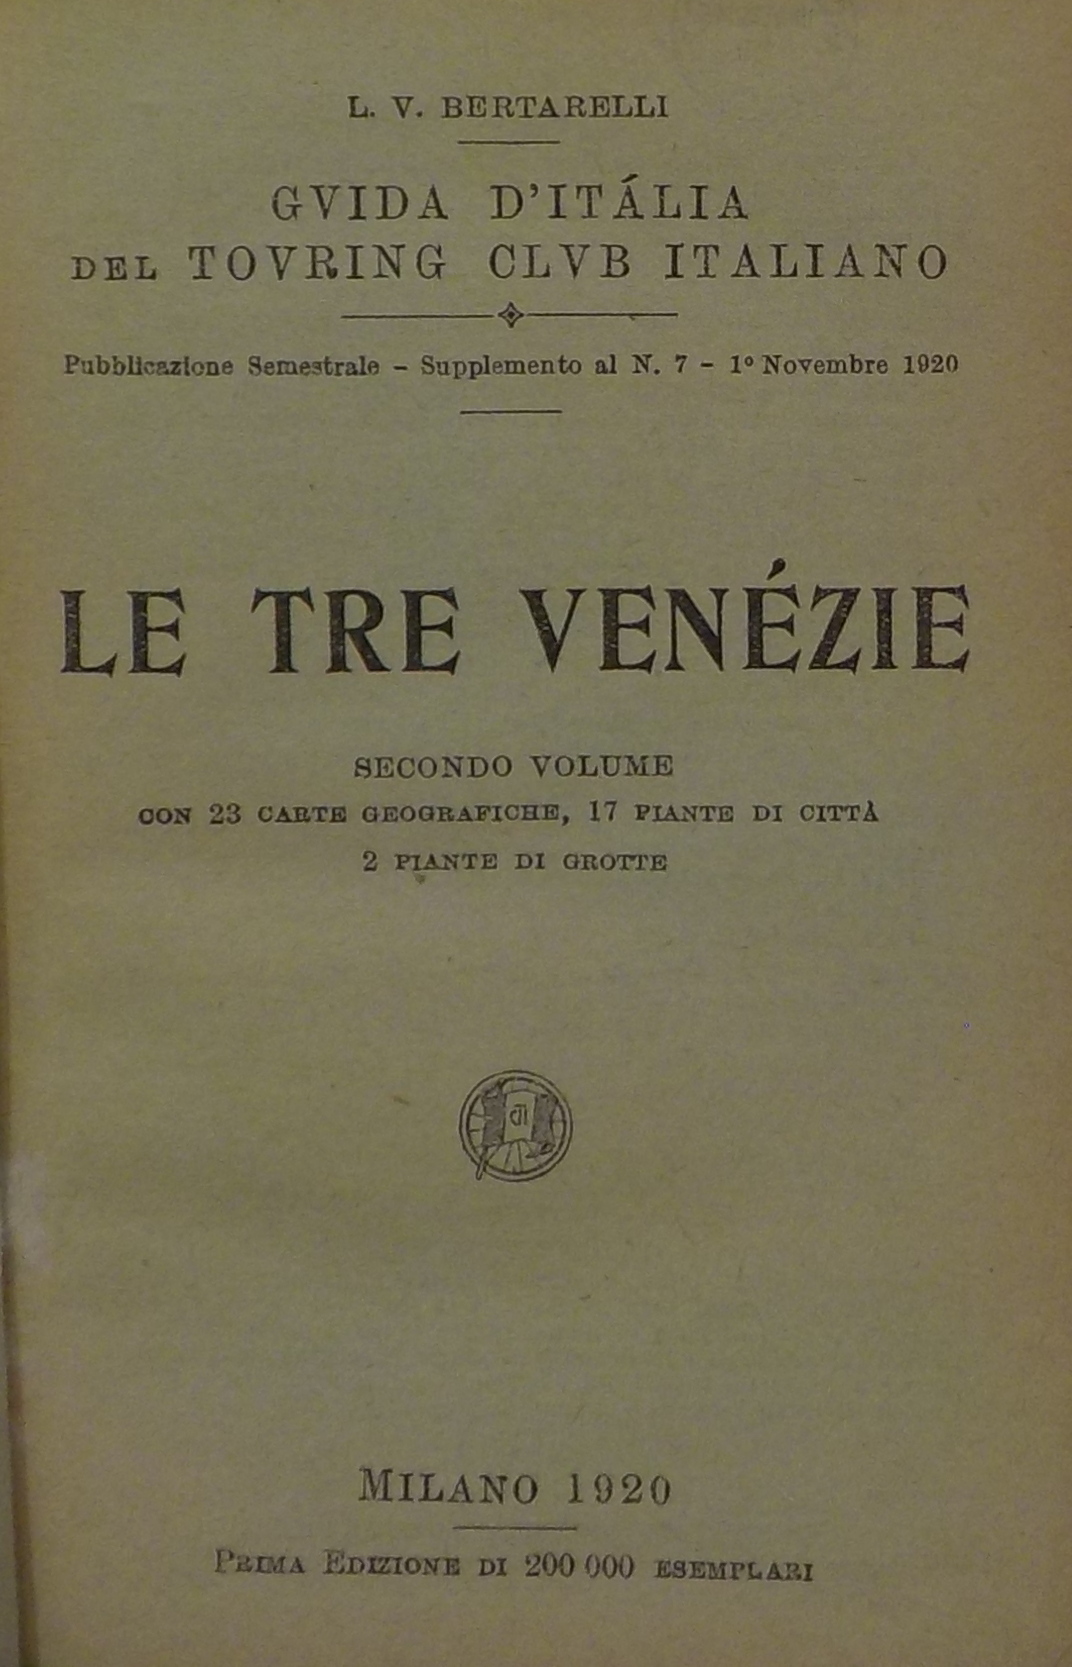 L. V. BERTARELLI
GVIDA D'ITÁLIA
DEL TOVRING CLVB ITALIANO
Pubblicazione Semestrale – Supplemento al N. 7 – 1º Novembre 1920
LE TRE VENÉZIE
SECONDO VOLUME
CON 23 CARTE GEOGRAFICHE, 17 PIANTE DI CITTÀ
2 PIANTE DI GROTTE
MILANO 1920
PRIMA EDIZIONE DI 200 000 ESEMPLARI